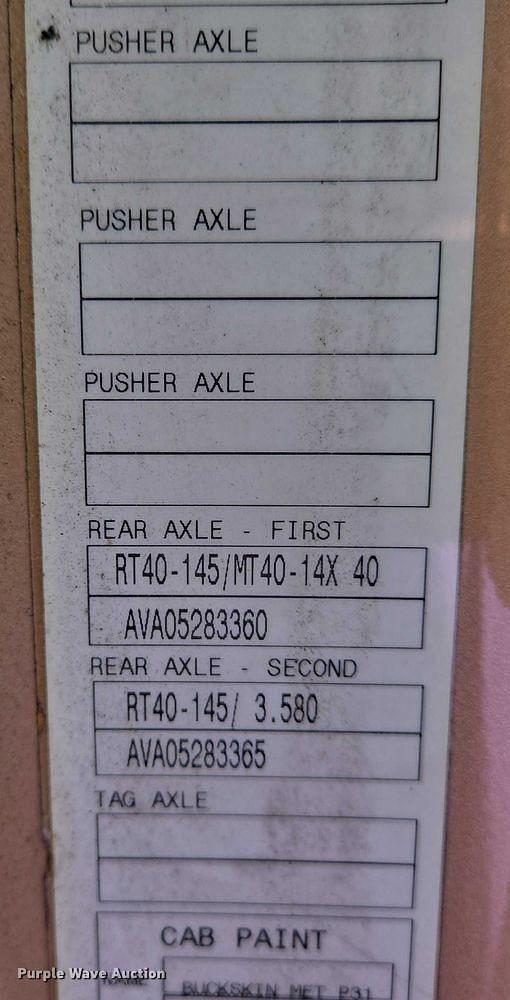 PUSHER AXLE
PUSHER AXLE
PUSHER AXLE
REAR AXLE - FIRST
RT40-145/MT40-14X 40
AVA05283360
REAR AXLE - SECOND
RT40-145/ 3.580
AVA05283365
TAG AXLE
CAB PAINT
BUCKSKIN MET P31
Purple Wave Auction